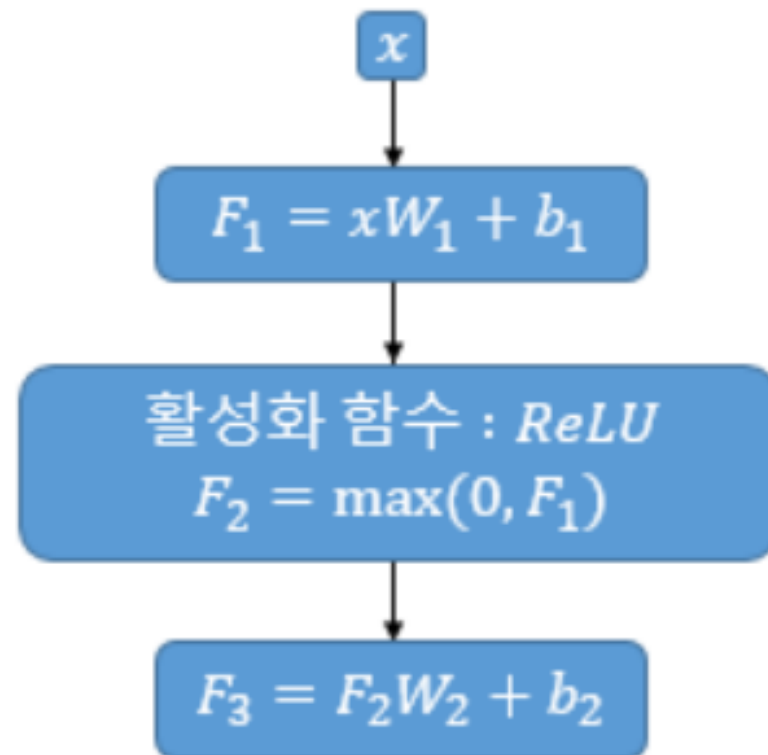 x
F₁ = xW₁ + b₁
활성화 함수 : ReLU
F₂ = max(0, F₁)
F₃ = F₂W₂ + b₂